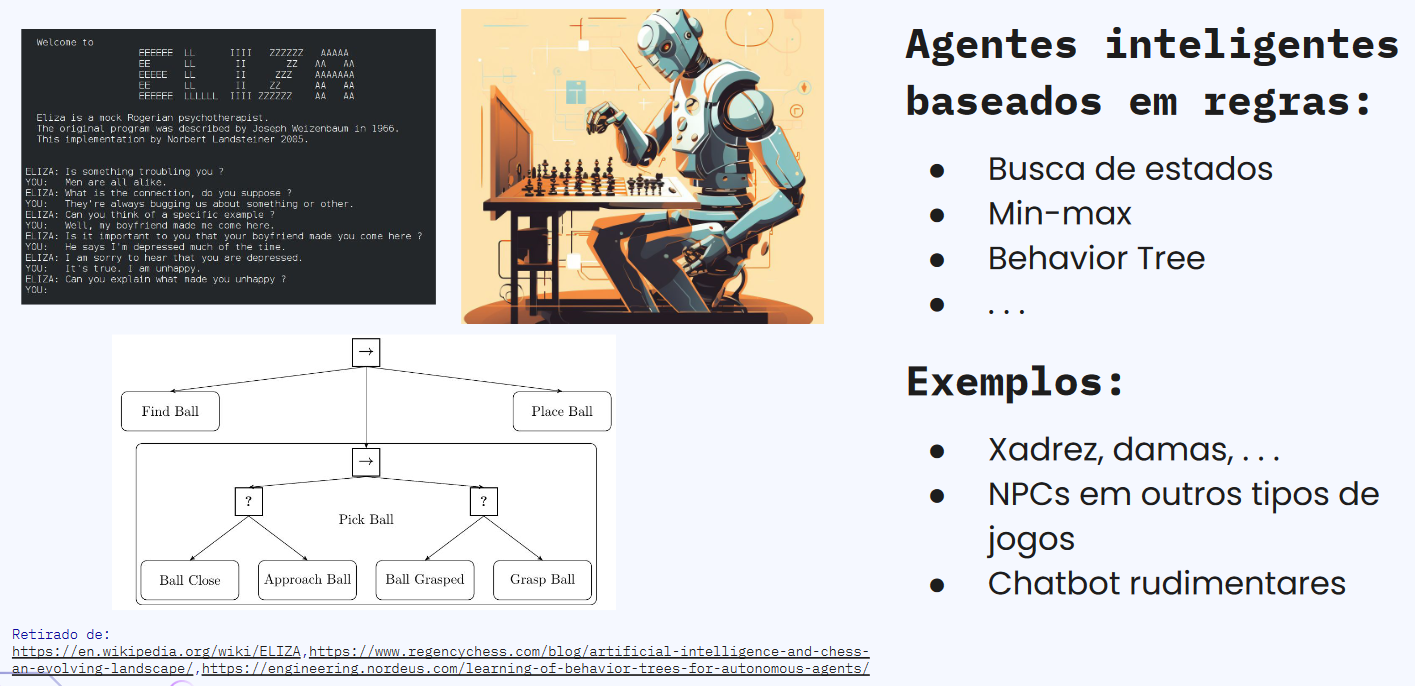 Welcome to
EEEEEE  LL      IIII   ZZZZZZ   AAAAA
EE      LL       II       ZZ   AA   AA
EEEEE   LL       II     ZZZ    AAAAAAA
EE      LL       II    ZZ      AA   AA
EEEEEE  LLLLLL  IIII ZZZZZZ    AA   AA
Eliza is a mock Rogerian psychotherapist.
The original program was described by Joseph Weizenbaum in 1966.
This implementation by Norbert Landsteiner 2005.
ELIZA: Is something troubling you ?
YOU:   Men are all alike.
ELIZA: What is the connection, do you suppose ?
YOU:   They're always bugging us about something or other.
ELIZA: Can you think of a specific example ?
YOU:   Well, my boyfriend made me come here.
ELIZA: Is it important to you that your boyfriend made you come here ?
YOU:   He says I'm depressed much of the time.
ELIZA: I am sorry to hear that you are depressed.
YOU:   It's true. I am unhappy.
ELIZA: Can you explain what made you unhappy ?
YOU:
→
Find Ball
Place Ball
→
?
?
Pick Ball
Ball Close
Approach Ball
Ball Grasped
Grasp Ball
Retirado de:
https://en.wikipedia.org/wiki/ELIZA,https://www.regencychess.com/blog/artificial-intelligence-and-chess-
an-evolving-landscape/,https://engineering.nordeus.com/learning-of-behavior-trees-for-autonomous-agents/
Agentes inteligentes
baseados em regras:
● Busca de estados
● Min-max
● Behavior Tree
● . . .
Exemplos:
● Xadrez, damas, . . .
● NPCs em outros tipos de
jogos
● Chatbot rudimentares